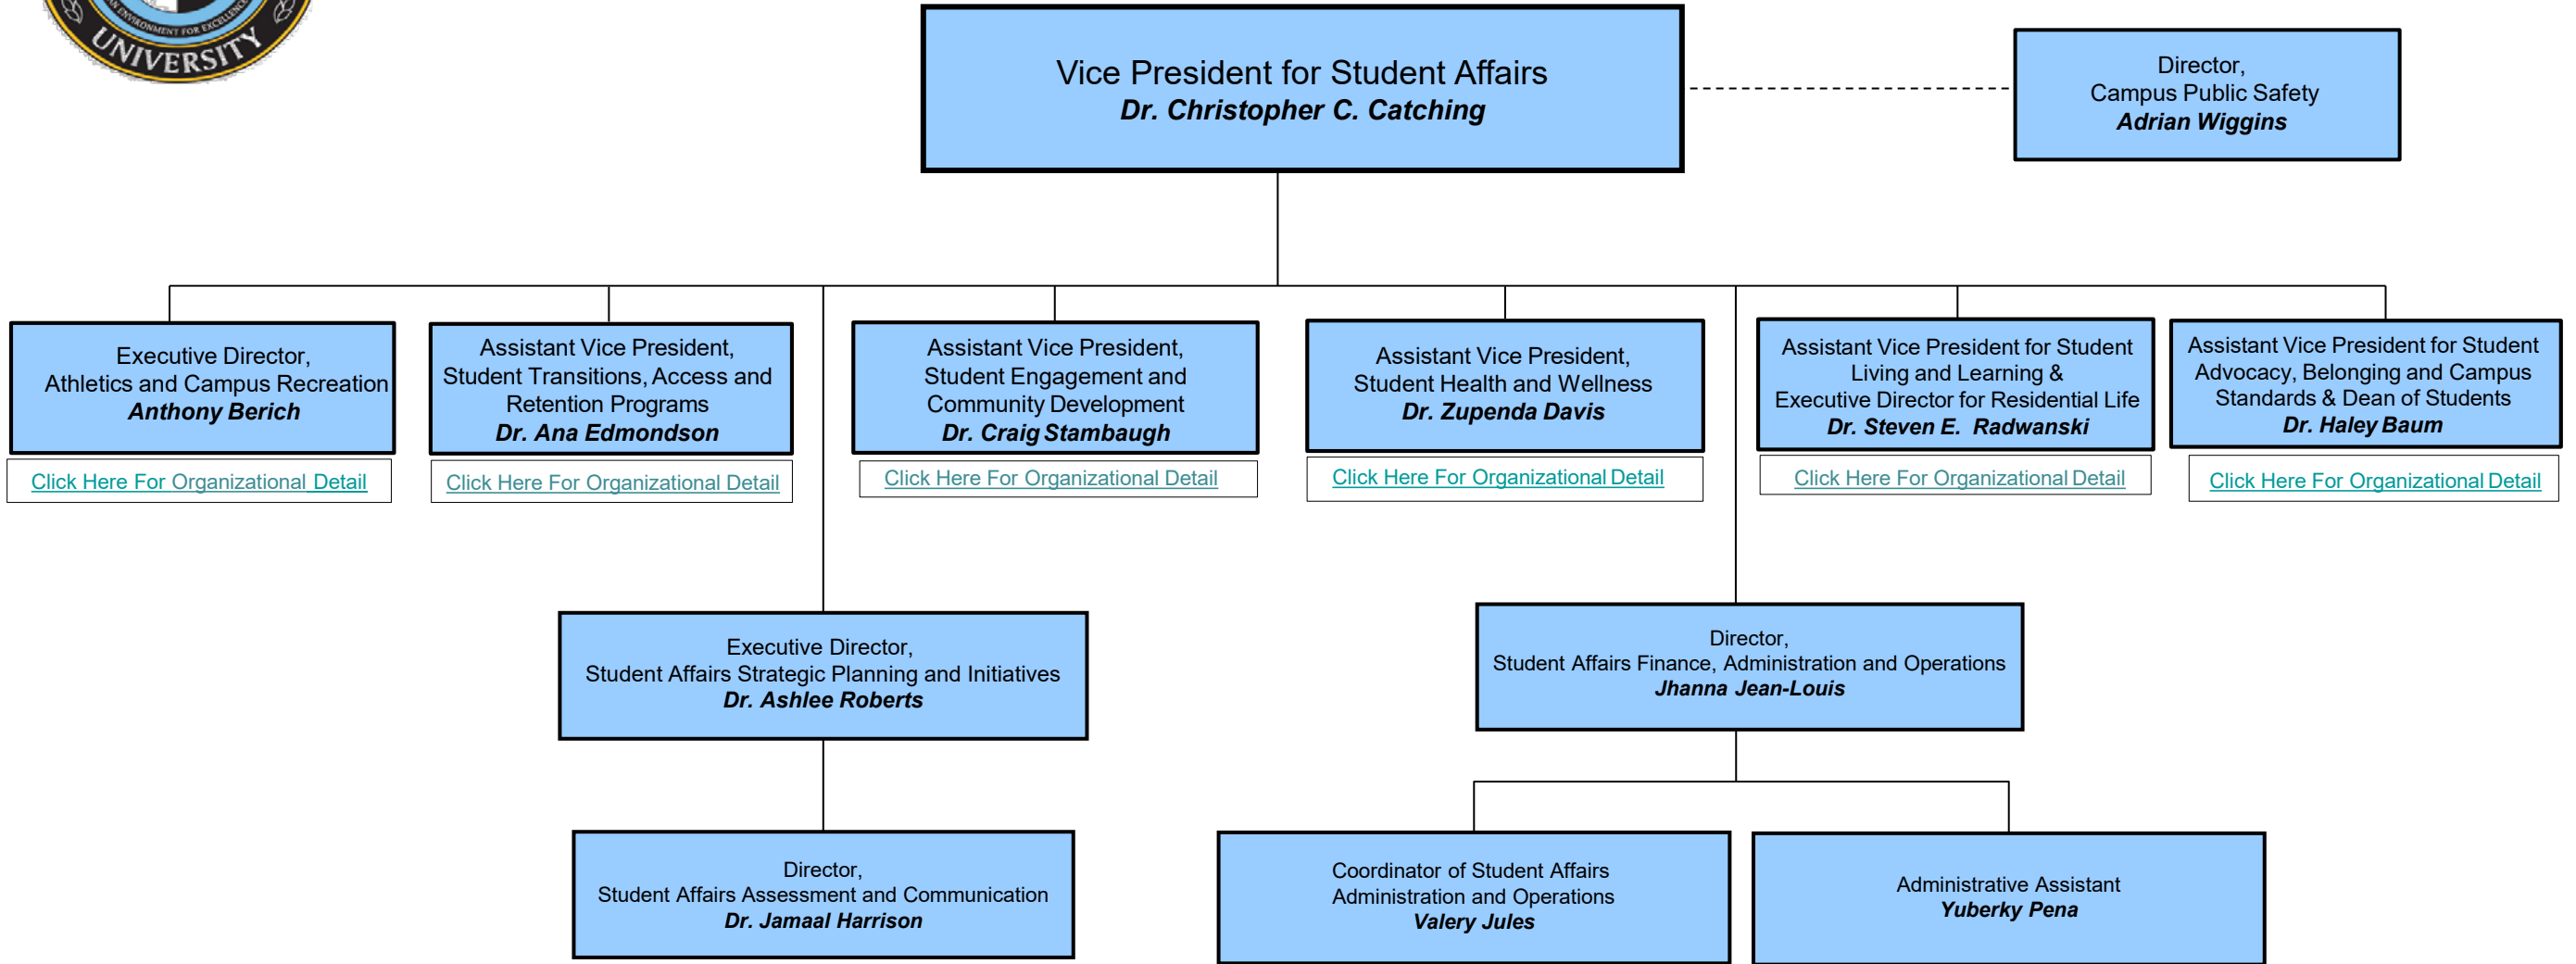 AN ENVIRONMENT FOR EXCELLENCE
UNIVERSITY
Vice President for Student Affairs
Dr. Christopher C. Catching
Director,
Campus Public Safety
Adrian Wiggins
Executive Director,
Athletics and Campus Recreation
Anthony Berich
Click Here For Organizational Detail
Assistant Vice President,
Student Transitions, Access and
Retention Programs
Dr. Ana Edmondson
Click Here For Organizational Detail
Assistant Vice President,
Student Engagement and
Community Development
Dr. Craig Stambaugh
Click Here For Organizational Detail
Assistant Vice President,
Student Health and Wellness
Dr. Zupenda Davis
Click Here For Organizational Detail
Assistant Vice President for Student
Living and Learning &
Executive Director for Residential Life
Dr. Steven E. Radwanski
Click Here For Organizational Detail
Assistant Vice President for Student
Advocacy, Belonging and Campus
Standards & Dean of Students
Dr. Haley Baum
Click Here For Organizational Detail
Executive Director,
Student Affairs Strategic Planning and Initiatives
Dr. Ashlee Roberts
Director,
Student Affairs Finance, Administration and Operations
Jhanna Jean-Louis
Director,
Student Affairs Assessment and Communication
Dr. Jamaal Harrison
Coordinator of Student Affairs
Administration and Operations
Valery Jules
Administrative Assistant
Yuberky Pena